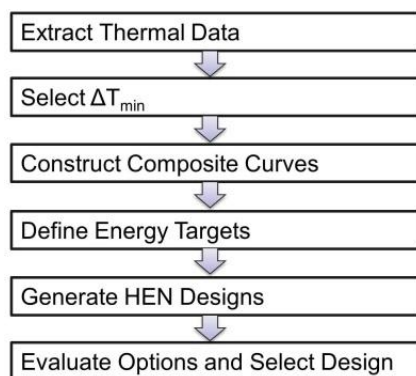 Extract Thermal Data
Select ΔTmin
Construct Composite Curves
Define Energy Targets
Generate HEN Designs
Evaluate Options and Select Design